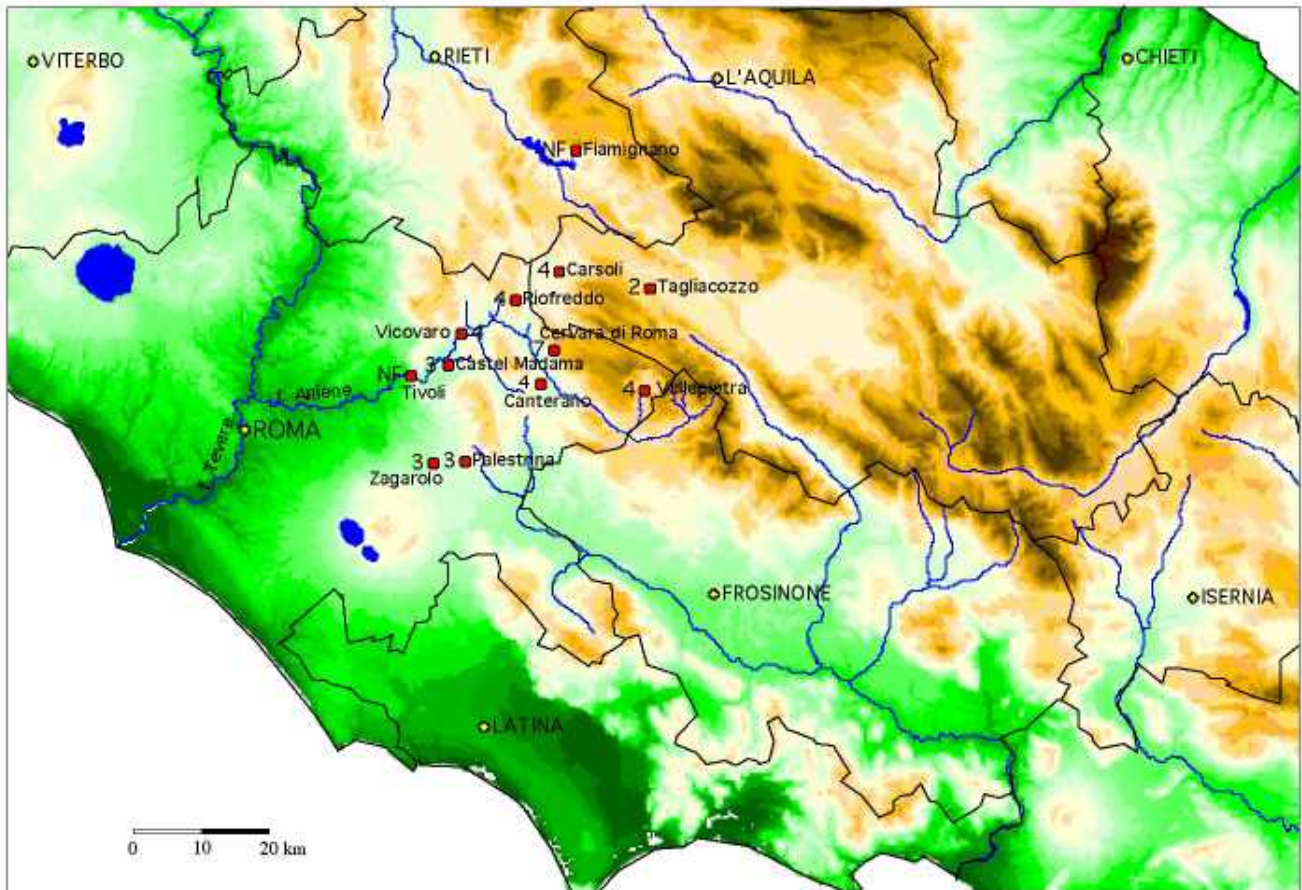 VITERBO
RIETI
L'AQUILA
CHIETI
NF Fiamignano
4 Carsoli
2 Tagliacozzo
4 Riofreddo
Vicovaro 4
Cervara di Roma
3 Castel Madama
NF
Tivoli
4
Canterano
4 Vallepietra
f. Aniene
f. Tevere
ROMA
3 3 Palestrina
Zagarolo
FROSINONE
ISERNIA
LATINA
0 10 20 km